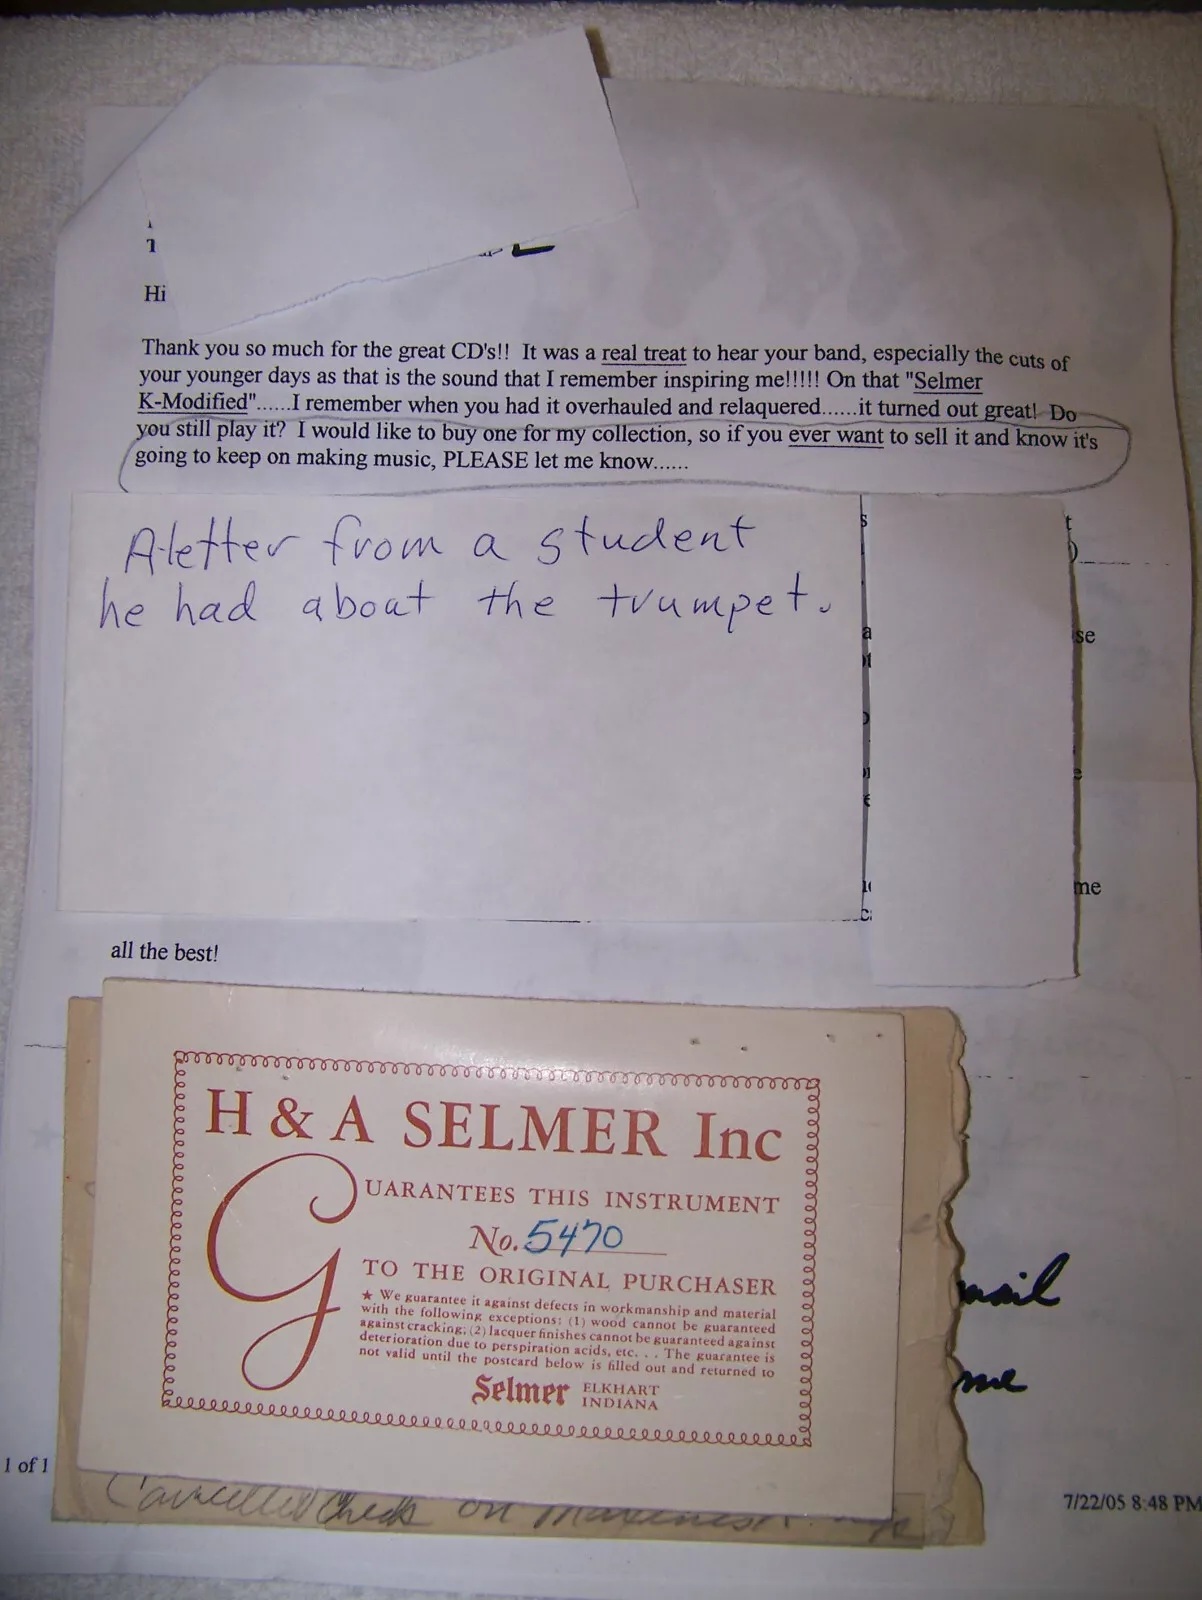 Hi
Thank you so much for the great CD's!! It was a real treat to hear your band, especially the cuts of
your younger days as that is the sound that I remember inspiring me!!!!! On that "Selmer
K-Modified"......I remember when you had it overhauled and relaquered......it turned out great! Do
you still play it? I would like to buy one for my collection, so if you ever want to sell it and know it's
going to keep on making music, PLEASE let me know......
A letter from a student
he had about the trumpet.
se
me
all the best!
H & A SELMER Inc
GUARANTEES THIS INSTRUMENT
No. 5470
TO THE ORIGINAL PURCHASER
★ We guarantee it against defects in workmanship and material
with the following exceptions: (1) wood cannot be guaranteed
against cracking; (2) lacquer finishes cannot be guaranteed against
deterioration due to perspiration acids, etc. . . The guarantee is
not valid until the postcard below is filled out and returned to
Selmer ELKHART
INDIANA
me
1 of 1
Cancelled Check on
7/22/05 8:48 PM